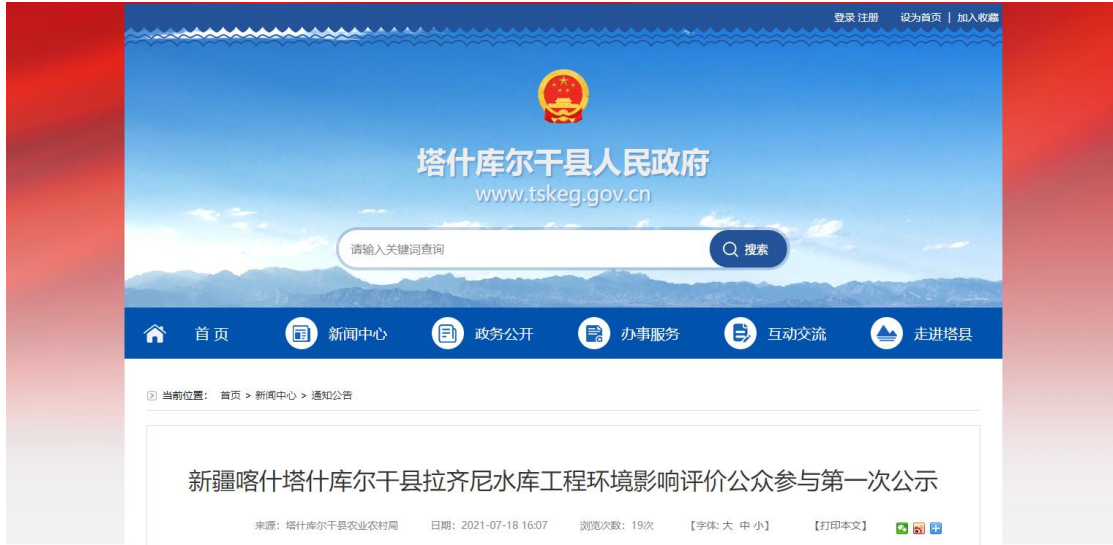 登录 注册 设为首页 | 加入收藏
塔什库尔干县人民政府
www.tskeg.gov.cn
请输入关键词查询 搜索
首页 新闻中心 政务公开 办事服务 互动交流 走进塔县
当前位置： 首页 > 新闻中心 > 通知公告
新疆喀什塔什库尔干县拉齐尼水库工程环境影响评价公众参与第一次公示
来源：塔什库尔干县农业农村局 日期：2021-07-18 16:07 浏览次数：19次 【字体:大 中 小】 【打印本文】